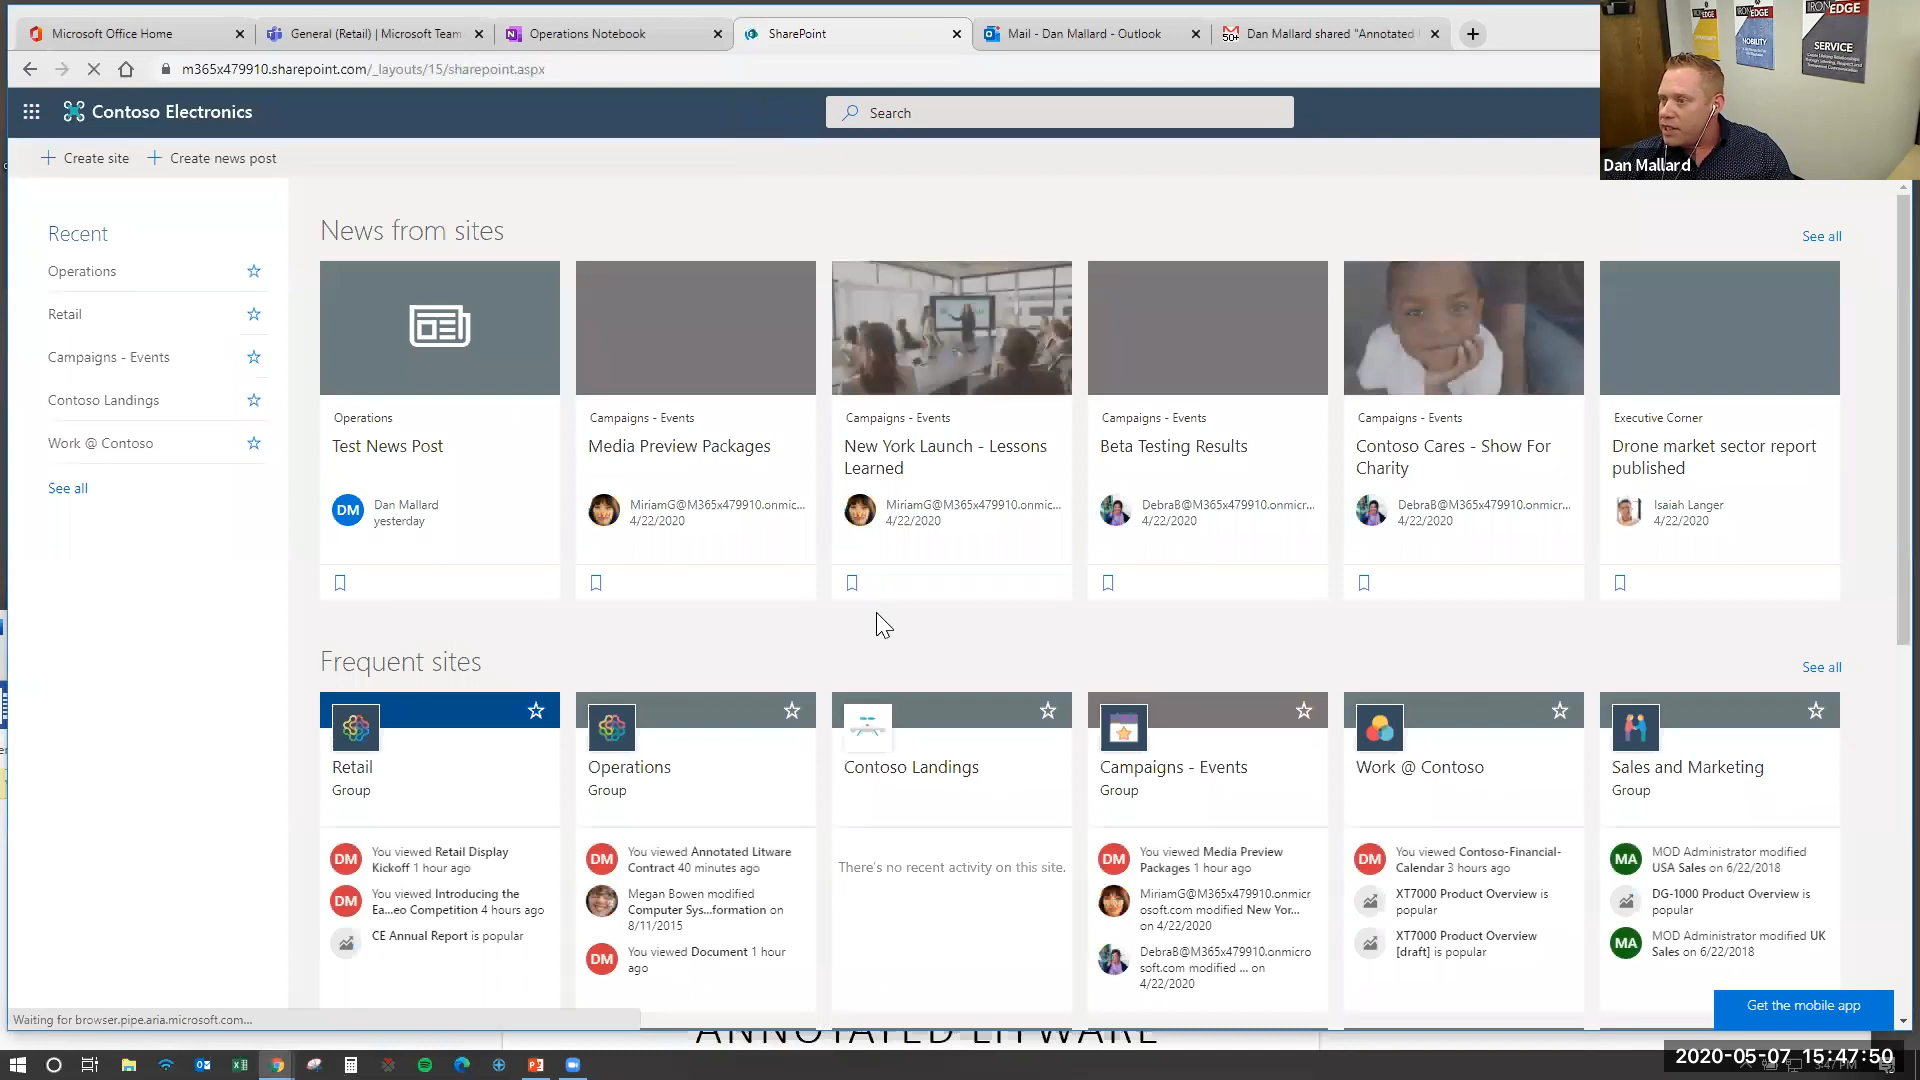 Microsoft Office Home
General (Retail) | Microsoft Team
Operations Notebook
SharePoint
Mail - Dan Mallard - Outlook
50+
Dan Mallard shared "Annotated
m365x479910.sharepoint.com/_layouts/15/sharepoint.aspx
IRON EDGE
NOBILITY
IRON EDGE
SERVICE
Dan Mallard
Contoso Electronics
Search
Create site
Create news post
Recent
Operations
Retail
Campaigns - Events
Contoso Landings
Work @ Contoso
See all
News from sites
See all
Operations
Test News Post
DM
Dan Mallard
yesterday
Campaigns - Events
Media Preview Packages
MiriamG@M365x479910.onmic...
4/22/2020
Campaigns - Events
New York Launch - Lessons
Learned
MiriamG@M365x479910.onmic...
4/22/2020
Campaigns - Events
Beta Testing Results
DebraB@M365x479910.onmicr...
4/22/2020
Campaigns - Events
Contoso Cares - Show For
Charity
DebraB@M365x479910.onmicr...
4/22/2020
Executive Corner
Drone market sector report
published
Isaiah Langer
4/22/2020
Frequent sites
See all
Retail
Group
DM
You viewed Retail Display
Kickoff 1 hour ago
DM
You viewed Introducing the
Ea...eo Competition 4 hours ago
CE Annual Report is popular
Operations
Group
DM
You viewed Annotated Litware
Contract 40 minutes ago
Megan Bowen modified
Computer Sys...formation on
8/11/2015
DM
You viewed Document 1 hour
ago
Contoso Landings
There's no recent activity on this site.
Campaigns - Events
Group
DM
You viewed Media Preview
Packages 1 hour ago
MiriamG@M365x479910.onmicr
osoft.com modified New Yor...
on 4/22/2020
DebraB@M365x479910.onmicro
soft.com modified ... on
4/22/2020
Work @ Contoso
DM
You viewed Contoso-Financial-
Calendar 3 hours ago
XT7000 Product Overview is
popular
XT7000 Product Overview
[draft] is popular
Sales and Marketing
Group
MA
MOD Administrator modified
USA Sales on 6/22/2018
DG-1000 Product Overview is
popular
MA
MOD Administrator modified UK
Sales on 6/22/2018
Get the mobile app
Waiting for browser.pipe.aria.microsoft.com...
ANNOTATED LITWARE
2020-05-07 15:47:50